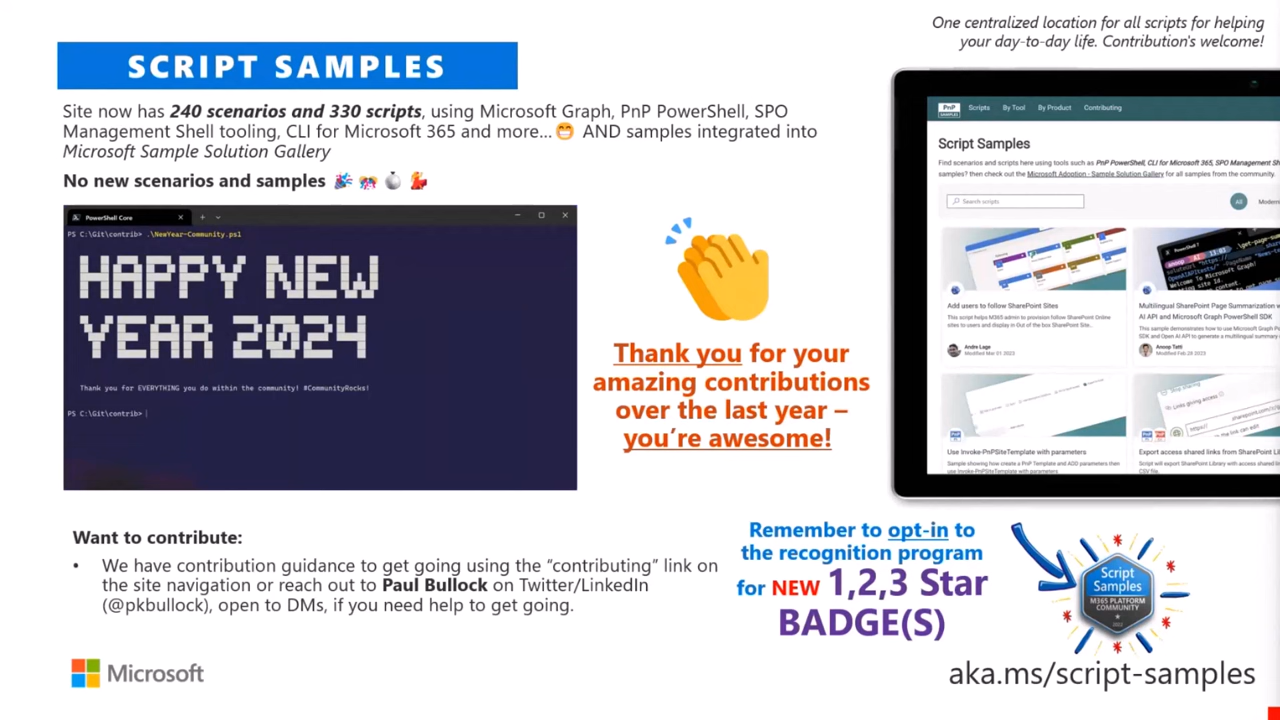 One centralized location for all scripts for helping
your day-to-day life. Contribution's welcome!
SCRIPT SAMPLES
Site now has 240 scenarios and 330 scripts, using Microsoft Graph, PnP PowerShell, SPO
Management Shell tooling, CLI for Microsoft 365 and more...😁 AND samples integrated into
Microsoft Sample Solution Gallery
No new scenarios and samples
PowerShell Core
PS C:\Git\contrib> .\NewYear-Community.ps1
HAPPY NEW
YEAR 2024
Thank you for EVERYTHING you do within the community! #CommunityRocks!
PS C:\Git\contrib>
Thank you for your
amazing contributions
over the last year –
you're awesome!
PnP SAMPLES Scripts By Tool By Product Contributing
Script Samples
Find scenarios and scripts here using tools such as PnP PowerShell, CLI for Microsoft 365, SPO Management Sh
samples? then check out the Microsoft Adoption - Sample Solution Gallery for all samples from the community.
Search scripts
All Modern
Add users to follow SharePoint Sites
This script helps M365 admin to provision follow SharePoint Online
sites to users and display in Out of the box SharePoint Site..
Andre Lage
Modified Mar 01 2023
Multilingual SharePoint Page Summarization w
AI API and Microsoft Graph PowerShell SDK
This sample demonstrates how to use Microsoft Graph P
SDK and Open AI API to generate a multilingual summary
Anoop Tatti
Modified Feb 28 2023
Use Invoke-PnPSiteTemplate with parameters
Sample showing how create a PnP Template and ADD parameters then
use Invoke-PnPSiteTemplate with parameters.
Links giving access
Export access shared links from SharePoint Lib
Script will export SharePoint Library with access shared
CSV file.
Want to contribute:
• We have contribution guidance to get going using the “contributing” link on
the site navigation or reach out to Paul Bullock on Twitter/LinkedIn
(@pkbullock), open to DMs, if you need help to get going.
Remember to opt-in to
the recognition program
for NEW 1,2,3 Star
BADGE(S)
Script
Samples
M365 PLATFORM
COMMUNITY
Microsoft
aka.ms/script-samples